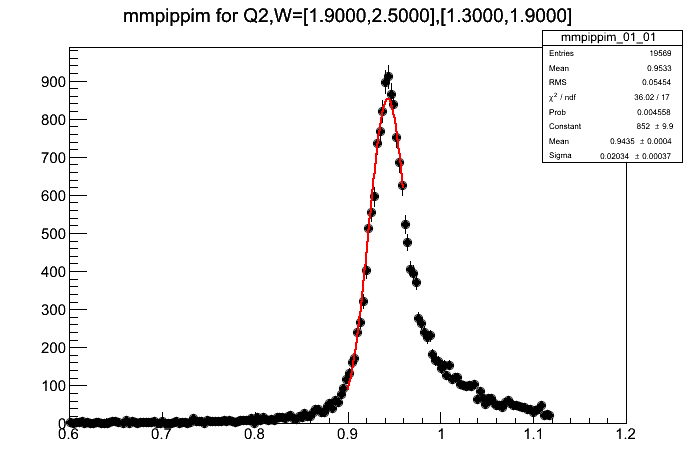 mmpippim for Q2,W=[1.9000,2.5000],[1.3000,1.9000]
mmpippim_01_01
Entries 19569
Mean 0.9533
RMS 0.05454
χ² / ndf 36.02 / 17
Prob 0.004558
Constant 852 ± 9.9
Mean 0.9435 ± 0.0004
Sigma 0.02034 ± 0.00037
900
800
700
600
500
400
300
200
100
0
0.6 0.7 0.8 0.9 1 1.1 1.2